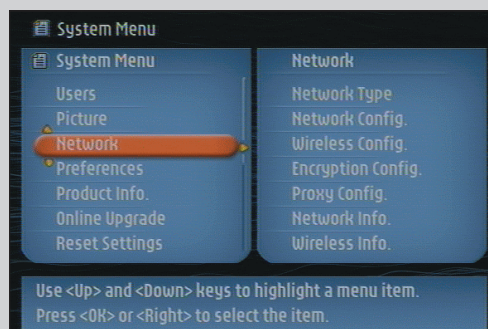 System Menu
System Menu
Users
Picture
Network
Preferences
Product Info.
Online Upgrade
Reset Settings
Network
Network Type
Network Config.
Wireless Config.
Encryption Config.
Proxy Config.
Network Info.
Wireless Info.
Use <Up> and <Down> keys to highlight a menu item.
Press <OK> or <Right> to select the item.